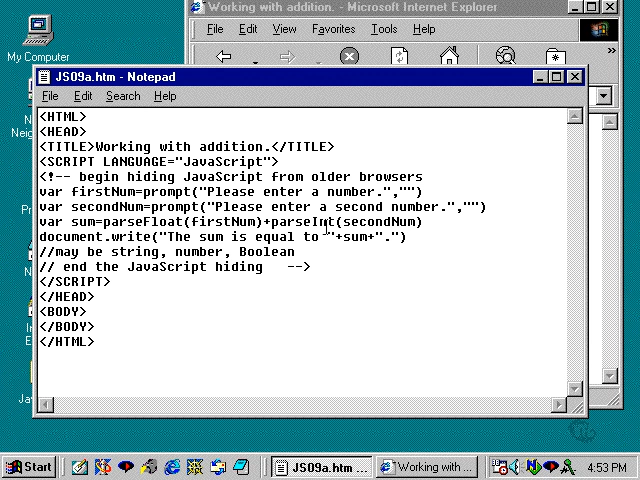 Working with addition. - Microsoft Internet Explorer
File Edit View Favorites Tools Help
»
My Computer
JS09a.htm - Notepad
File Edit Search Help
<HTML>
<HEAD>
<TITLE>Working with addition.</TITLE>
<SCRIPT LANGUAGE="JavaScript">
<!-- begin hiding JavaScript from older browsers
var firstNum=prompt("Please enter a number.","")
var secondNum=prompt("Please enter a second number.","")
var sum=parseFloat(firstNum)+parseInt(secondNum)
document.write("The sum is equal to "+sum+".")
//may be string, number, Boolean
// end the JavaScript hiding -->
</SCRIPT>
</HEAD>
<BODY>
</BODY>
</HTML>
Start
JS09a.htm ...
Working with ...
4:53 PM